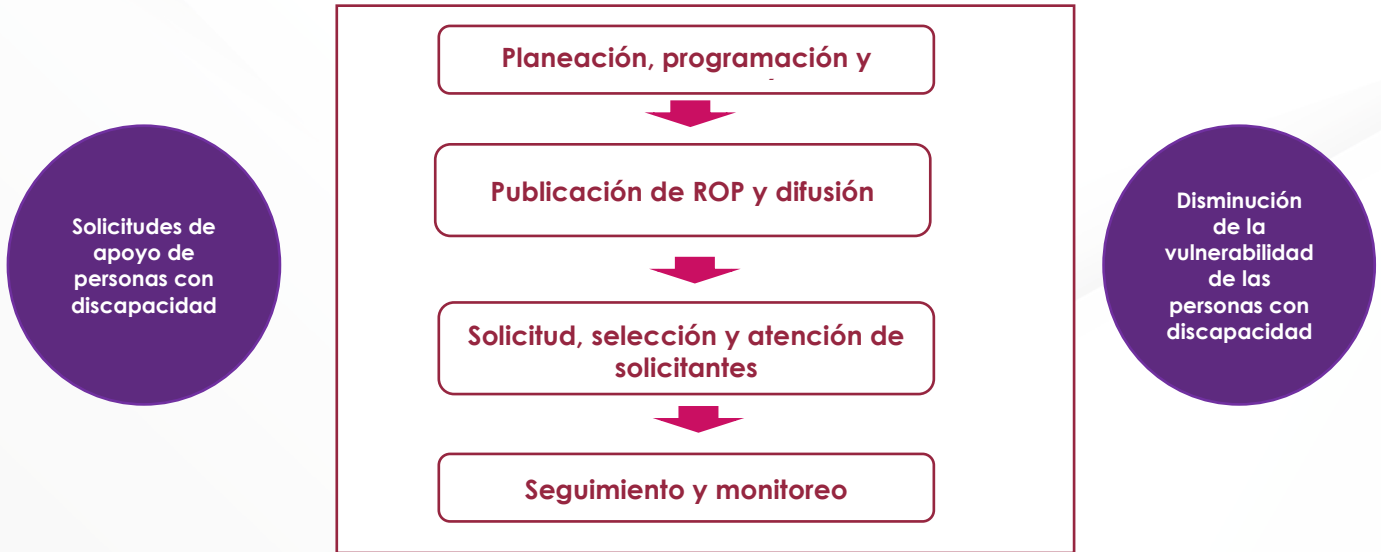 Solicitudes de
apoyo de
personas con
discapacidad
Planeación, programación y
Publicación de ROP y difusión
Solicitud, selección y atención de
solicitantes
Seguimiento y monitoreo
Disminución
de la
vulnerabilidad
de las
personas con
discapacidad